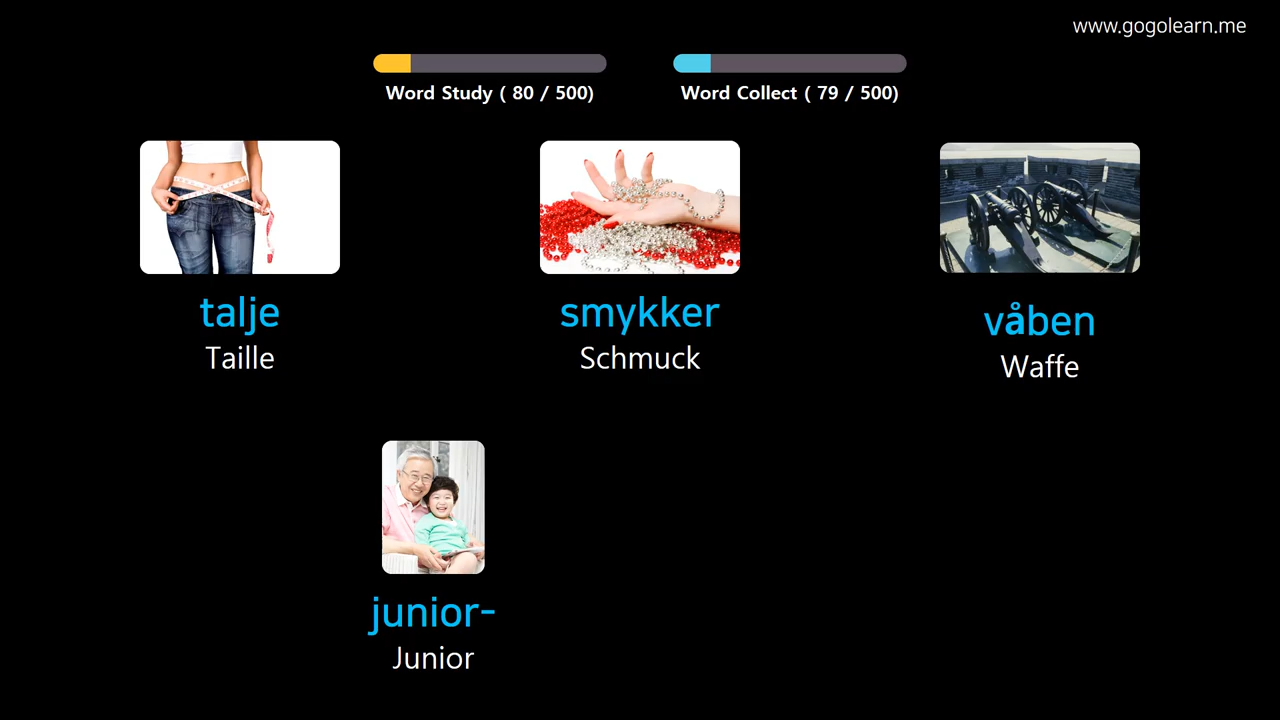 www.gogolearn.me
Word Study ( 80 / 500)
Word Collect ( 79 / 500)
talje
Taille
smykker
Schmuck
våben
Waffe
junior-
Junior